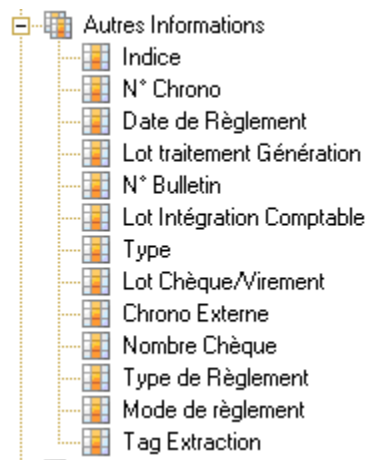 Autres Informations
Indice
N° Chrono
Date de Règlement
Lot traitement Génération
N° Bulletin
Lot Intégration Comptable
Type
Lot Chèque/Virement
Chrono Externe
Nombre Chèque
Type de Règlement
Mode de règlement
Tag Extraction